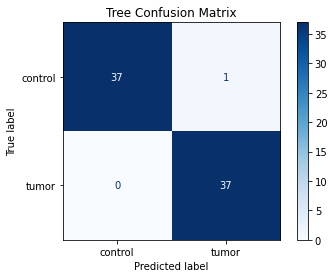 Tree Confusion Matrix
control
37
1
tumor
0
37
control
tumor
True label
Predicted label
35
30
25
20
15
10
5
0